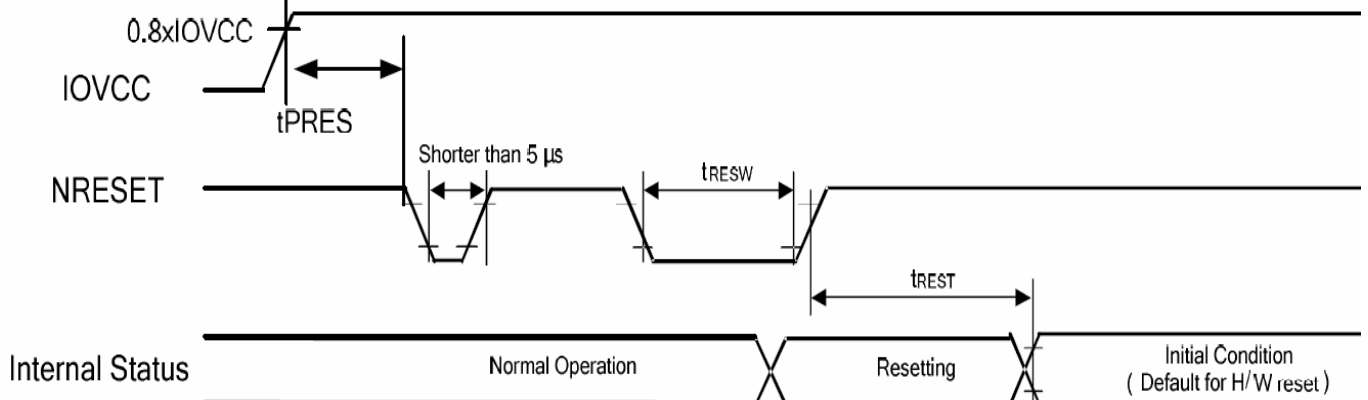 0.8xIOVCC
IOVCC
tPRES
Shorter than 5 µs
NRESET
tRESW
tREST
Internal Status
Normal Operation
Resetting
Initial Condition
( Default for H/W reset )